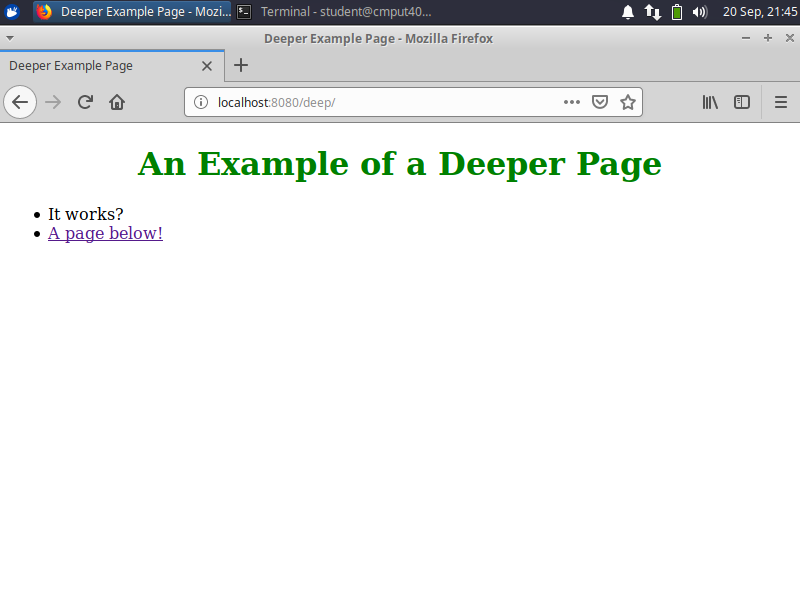 Deeper Example Page - Mozi... Terminal - student@cmput40... 20 Sep, 21:45
Deeper Example Page - Mozilla Firefox
Deeper Example Page
localhost:8080/deep/
An Example of a Deeper Page
It works?
A page below!